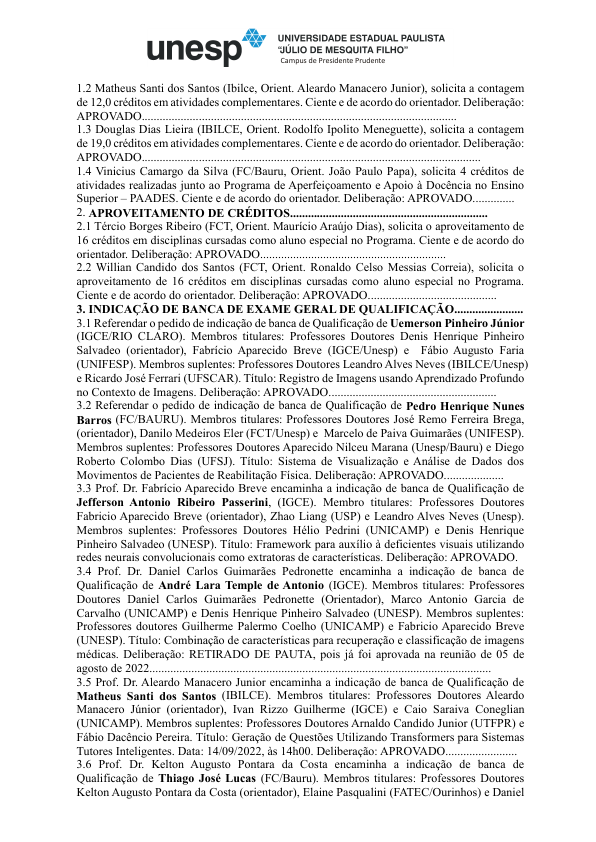 unesp
UNIVERSIDADE ESTADUAL PAULISTA
"JÚLIO DE MESQUITA FILHO"
Campus de Presidente Prudente
1.2 Matheus Santi dos Santos (Ibilce, Orient. Aleardo Manacero Junior), solicita a contagem
de 12,0 créditos em atividades complementares. Ciente e de acordo do orientador. Deliberação:
APROVADO.............................................................................................................
1.3 Douglas Dias Lieira (IBILCE, Orient. Rodolfo Ipolito Meneguette), solicita a contagem
de 19,0 créditos em atividades complementares. Ciente e de acordo do orientador. Deliberação:
APROVADO......................................................................................................................
1.4 Vinicius Camargo da Silva (FC/Bauru, Orient. João Paulo Papa), solicita 4 créditos de
atividades realizadas junto ao Programa de Aperfeiçoamento e Apoio à Docência no Ensino
Superior – PAADES. Ciente e de acordo do orientador. Deliberação: APROVADO..............
2. APROVEITAMENTO DE CRÉDITOS..................................................................
2.1 Tércio Borges Ribeiro (FCT, Orient. Maurício Araújo Dias), solicita o aproveitamento de
16 créditos em disciplinas cursadas como aluno especial no Programa. Ciente e de acordo do
orientador. Deliberação: APROVADO.................................................................
2.2 Willian Candido dos Santos (FCT, Orient. Ronaldo Celso Messias Correia), solicita o
aproveitamento de 16 créditos em disciplinas cursadas como aluno especial no Programa.
Ciente e de acordo do orientador. Deliberação: APROVADO.............................................
3. INDICAÇÃO DE BANCA DE EXAME GERAL DE QUALIFICAÇÃO.......................
3.1 Referendar o pedido de indicação de banca de Qualificação de Uemerson Pinheiro Júnior
(IGCE/RIO CLARO). Membros titulares: Professores Doutores Denis Henrique Pinheiro
Salvadeo (orientador), Fabrício Aparecido Breve (IGCE/Unesp) e Fábio Augusto Faria
(UNIFESP). Membros suplentes: Professores Doutores Leandro Alves Neves (IBILCE/Unesp)
e Ricardo José Ferrari (UFSCAR). Título: Registro de Imagens usando Aprendizado Profundo
no Contexto de Imagens. Deliberação: APROVADO..........................................................
3.2 Referendar o pedido de indicação de banca de Qualificação de Pedro Henrique Nunes
Barros (FC/BAURU). Membros titulares: Professores Doutores José Remo Ferreira Brega,
(orientador), Danilo Medeiros Eler (FCT/Unesp) e Marcelo de Paiva Guimarães (UNIFESP).
Membros suplentes: Professores Doutores Aparecido Nilceu Marana (Unesp/Bauru) e Diego
Roberto Colombo Dias (UFSJ). Título: Sistema de Visualização e Análise de Dados dos
Movimentos de Pacientes de Reabilitação Física. Deliberação: APROVADO.....................
3.3 Prof. Dr. Fabrício Aparecido Breve encaminha a indicação de banca de Qualificação de
Jefferson Antonio Ribeiro Passerini, (IGCE). Membro titulares: Professores Doutores
Fabricio Aparecido Breve (orientador), Zhao Liang (USP) e Leandro Alves Neves (Unesp).
Membros suplentes: Professores Doutores Hélio Pedrini (UNICAMP) e Denis Henrique
Pinheiro Salvadeo (UNESP). Título: Framework para auxílio à deficientes visuais utilizando
redes neurais convolucionais como extratoras de características. Deliberação: APROVADO.
3.4 Prof. Dr. Daniel Carlos Guimarães Pedronette encaminha a indicação de banca de
Qualificação de André Lara Temple de Antonio (IGCE). Membros titulares: Professores
Doutores Daniel Carlos Guimarães Pedronette (Orientador), Marco Antonio Garcia de
Carvalho (UNICAMP) e Denis Henrique Pinheiro Salvadeo (UNESP). Membros suplentes:
Professores doutores Guilherme Palermo Coelho (UNICAMP) e Fabricio Aparecido Breve
(UNESP). Título: Combinação de características para recuperação e classificação de imagens
médicas. Deliberação: RETIRADO DE PAUTA, pois já foi aprovada na reunião de 05 de
agosto de 2022.......................................................................................................................
3.5 Prof. Dr. Aleardo Manacero Junior encaminha a indicação de banca de Qualificação de
Matheus Santi dos Santos (IBILCE). Membros titulares: Professores Doutores Aleardo
Manacero Júnior (orientador), Ivan Rizzo Guilherme (IGCE) e Caio Saraiva Coneglian
(UNICAMP). Membros suplentes: Professores Doutores Arnaldo Candido Junior (UTFPR) e
Fábio Dacêncio Pereira. Título: Geração de Questões Utilizando Transformers para Sistemas
Tutores Inteligentes. Data: 14/09/2022, às 14h00. Deliberação: APROVADO.........................
3.6 Prof. Dr. Kelton Augusto Pontara da Costa encaminha a indicação de banca de
Qualificação de Thiago José Lucas (FC/Bauru). Membros titulares: Professores Doutores
Kelton Augusto Pontara da Costa (orientador), Elaine Pasqualini (FATEC/Ourinhos) e Daniel